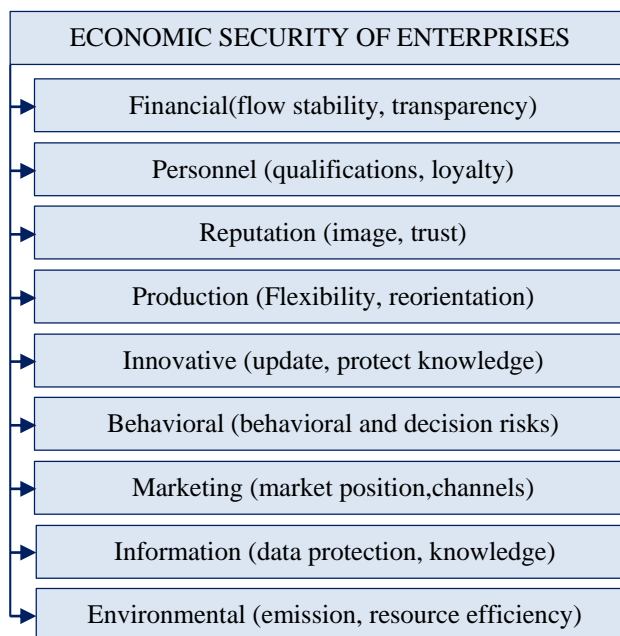 ECONOMIC SECURITY OF ENTERPRISES
Financial(flow stability, transparency)
Personnel (qualifications, loyalty)
Reputation (image, trust)
Production (Flexibility, reorientation)
Innovative (update, protect knowledge)
Behavioral (behavioral and decision risks)
Marketing (market position,channels)
Information (data protection, knowledge)
Environmental (emission, resource efficiency)